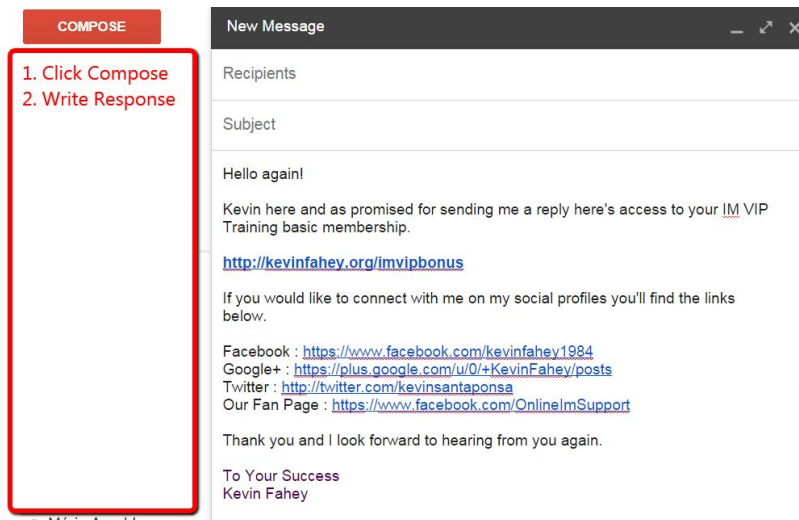 COMPOSE
1. Click Compose
2. Write Response
New Message
Recipients
Subject
Hello again!
Kevin here and as promised for sending me a reply here's access to your IM VIP
Training basic membership.
http://kevinfahey.org/imvipbonus
If you would like to connect with me on my social profiles you'll find the links
below.
Facebook : https://www.facebook.com/kevinfahey1984
Google+ : https://plus.google.com/u/0/+KevinFahey/posts
Twitter : http://twitter.com/kevinsantaponsa
Our Fan Page : https://www.facebook.com/OnlineImSupport
Thank you and I look forward to hearing from you again.
To Your Success
Kevin Fahey